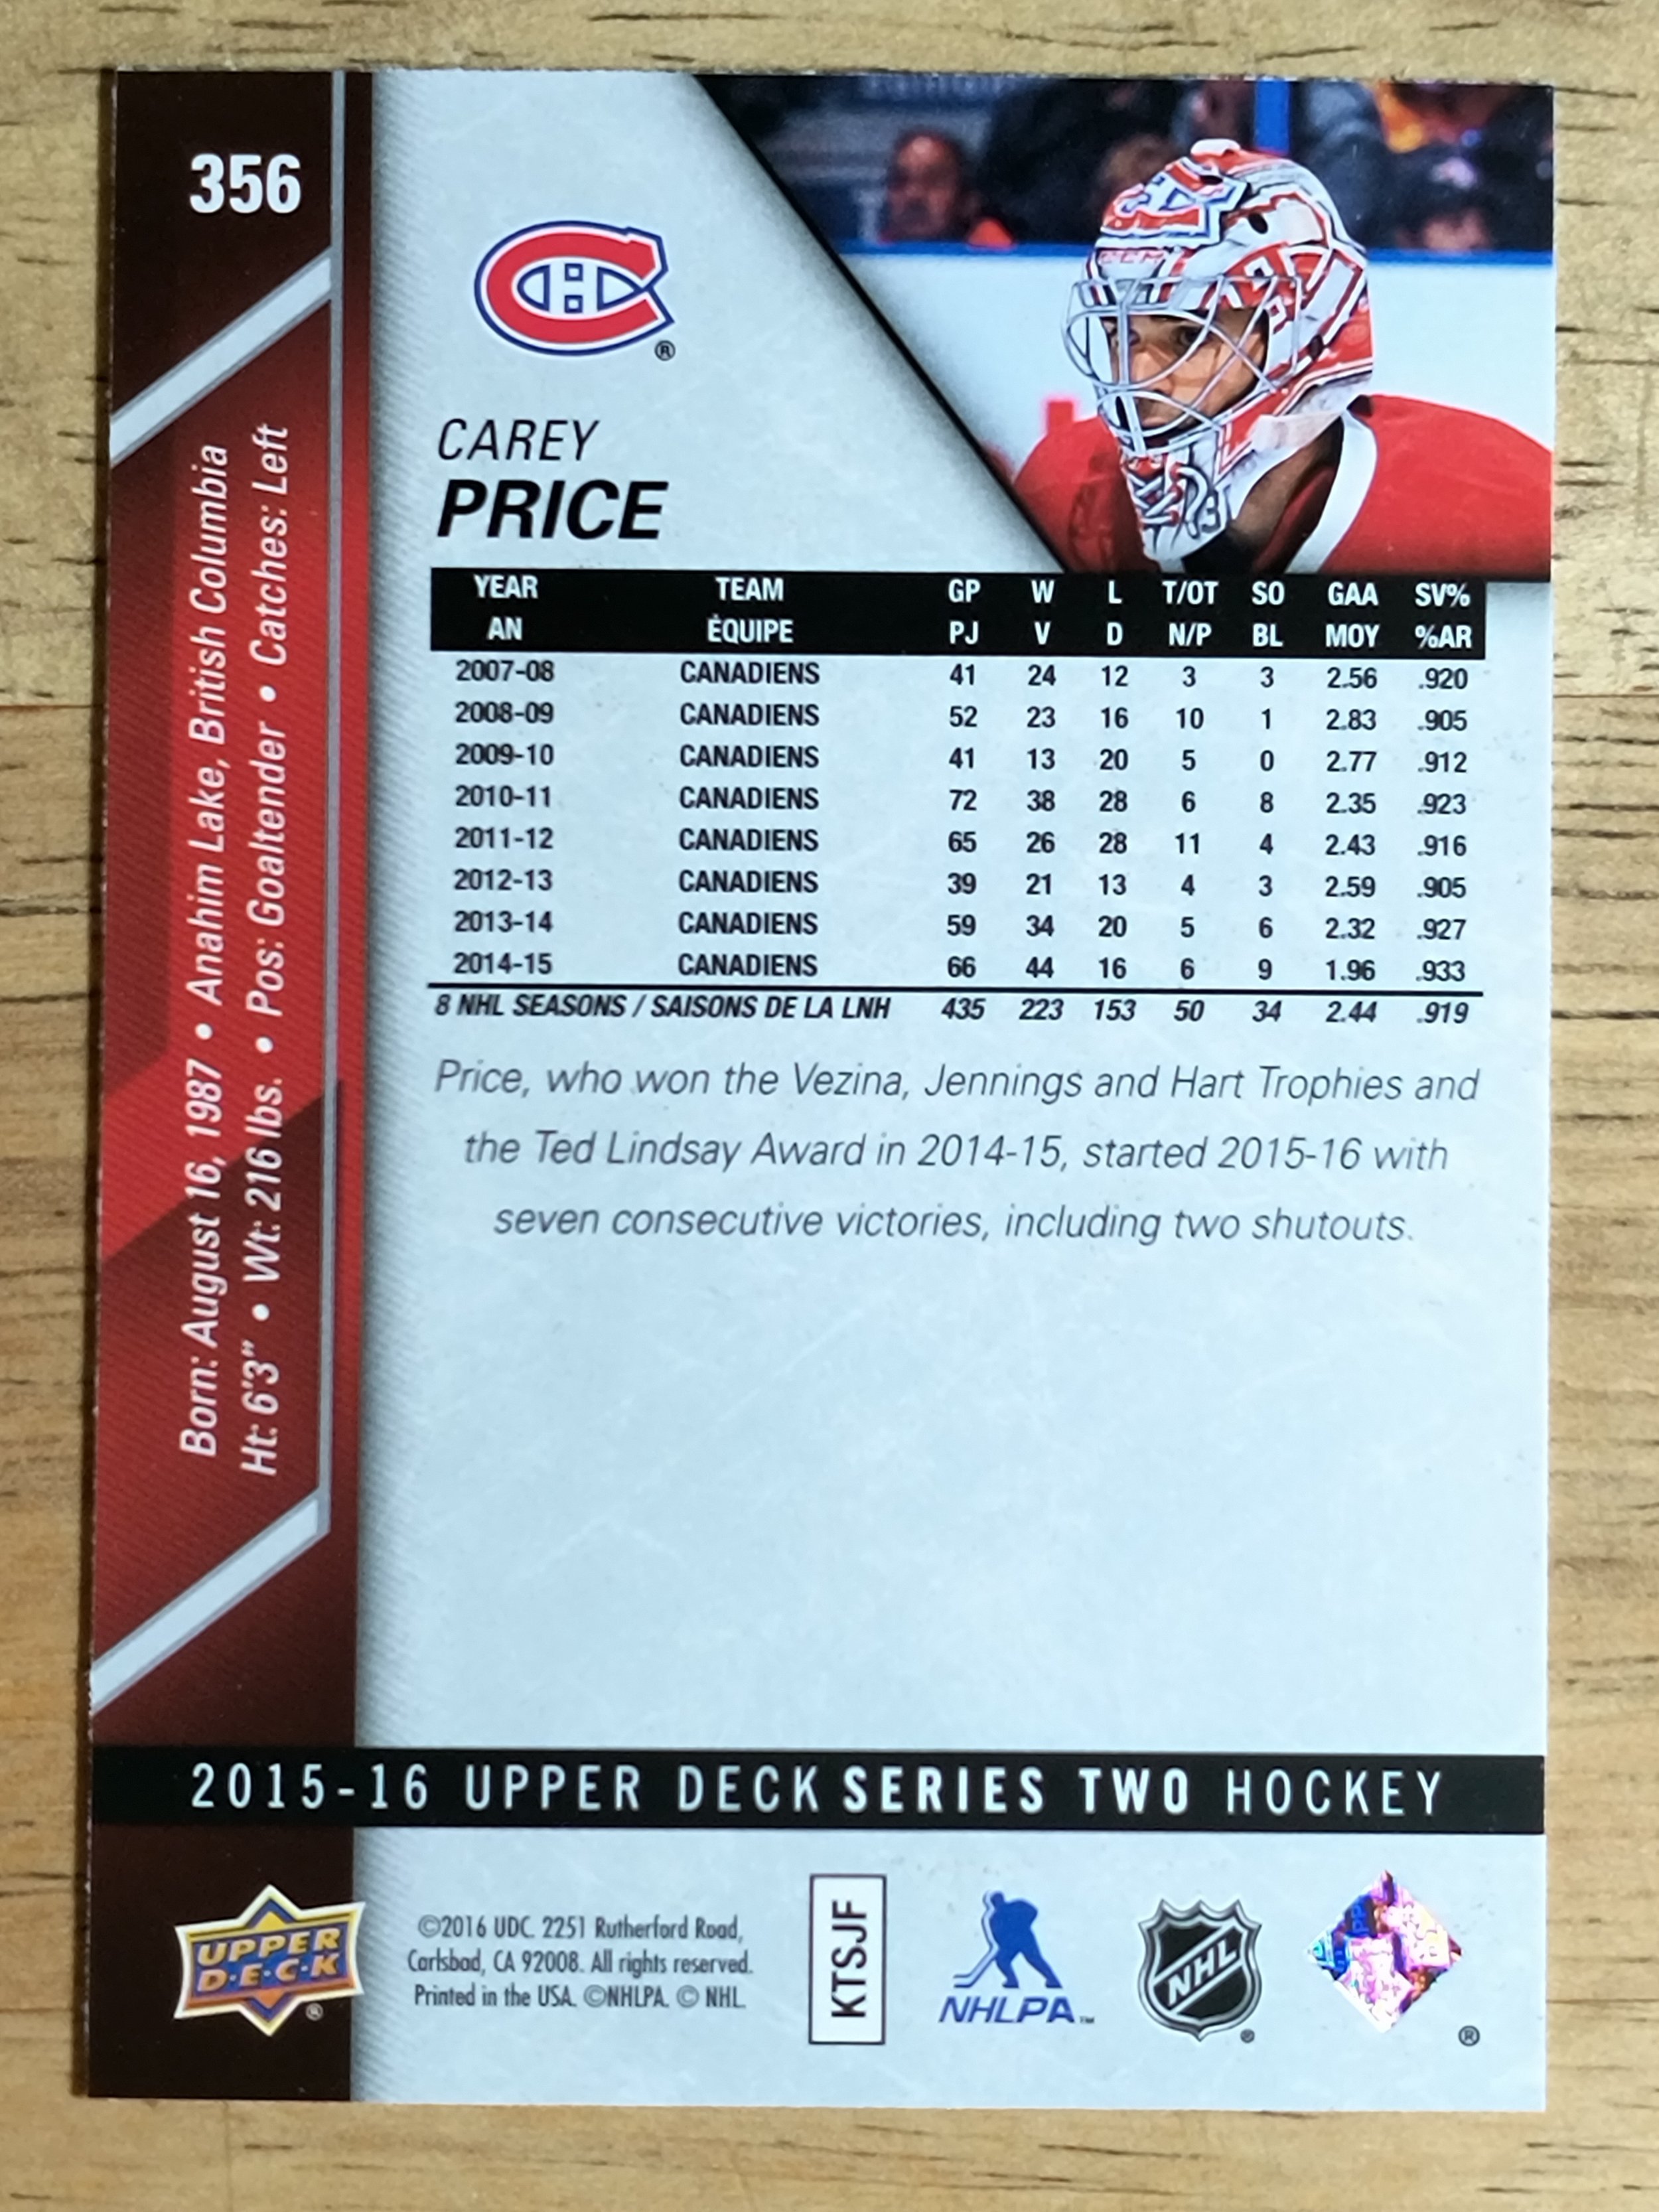 356
CAREY
PRICE
YEAR TEAM GP W L T/OT SO GAA SV%
AN ÉQUIPE PJ V D N/P BL MOY %AR
2007-08 CANADIENS 41 24 12 3 3 2.56 .920
2008-09 CANADIENS 52 23 16 10 1 2.83 .905
2009-10 CANADIENS 41 13 20 5 0 2.77 .912
2010-11 CANADIENS 72 38 28 6 8 2.35 .923
2011-12 CANADIENS 65 26 28 11 4 2.43 .916
2012-13 CANADIENS 39 21 13 4 3 2.59 .905
2013-14 CANADIENS 59 34 20 5 6 2.32 .927
2014-15 CANADIENS 66 44 16 6 9 1.96 .933
8 NHL SEASONS / SAISONS DE LA LNH 435 223 153 50 34 2.44 .919
Price, who won the Vezina, Jennings and Hart Trophies and
the Ted Lindsay Award in 2014-15, started 2015-16 with
seven consecutive victories, including two shutouts.
Born: August 16, 1987 • Anahim Lake, British Columbia
Ht: 6'3" • Wt: 216 lbs. • Pos: Goaltender • Catches: Left
2015-16 UPPER DECK SERIES TWO HOCKEY
UPPER
D•E•C•K
®
©2016 UDC. 2251 Rutherford Road,
Carlsbad, CA 92008. All rights reserved.
Printed in the USA. ©NHLPA. © NHL.
KTSJF
NHLPA™
NHL
®
®